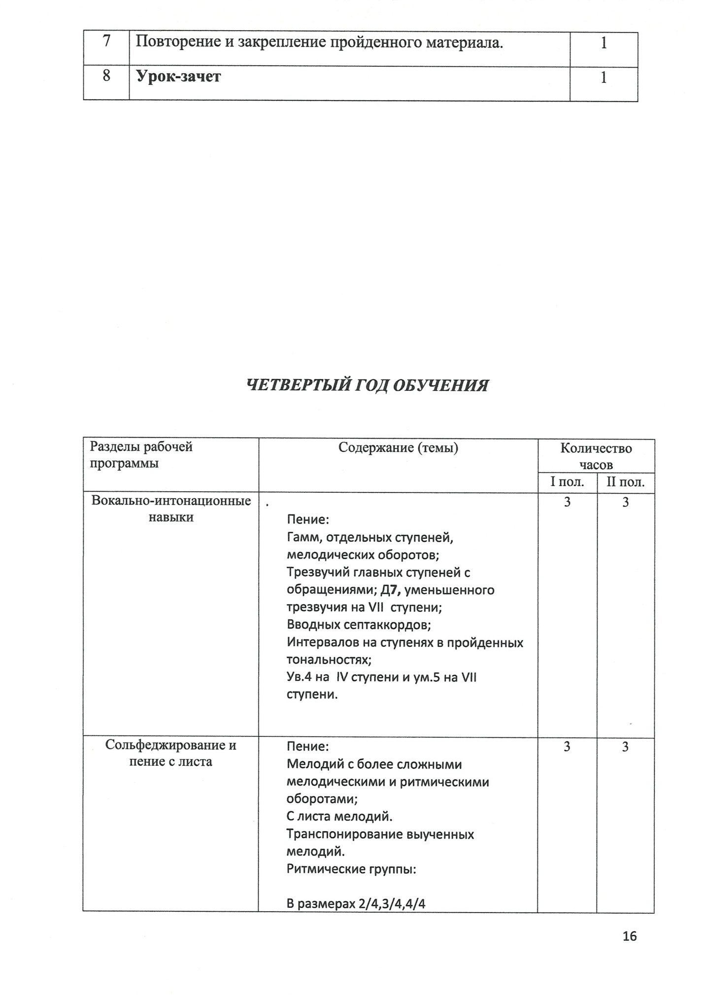 7 Повторение и закрепление пройденного материала. 1
8 Урок-зачет 1
ЧЕТВЕРТЫЙ ГОД ОБУЧЕНИЯ
Разделы рабочей
программы
Содержание (темы)
Количество
часов
I пол. II пол.
Вокально-интонационные
навыки
.
Пение:
Гамм, отдельных ступеней,
мелодических оборотов;
Трезвучий главных ступеней с
обращениями; Д7, уменьшенного
трезвучия на VII ступени;
Вводных септаккордов;
Интервалов на ступенях в пройденных
тональностях;
Ув.4 на IV ступени и ум.5 на VII
ступени.
3 3
Сольфеджирование и
пение с листа
Пение:
Мелодий с более сложными
мелодическими и ритмическими
оборотами;
С листа мелодий.
Транспонирование выученных
мелодий.
Ритмические группы:
В размерах 2/4,3/4,4/4
3 3
16